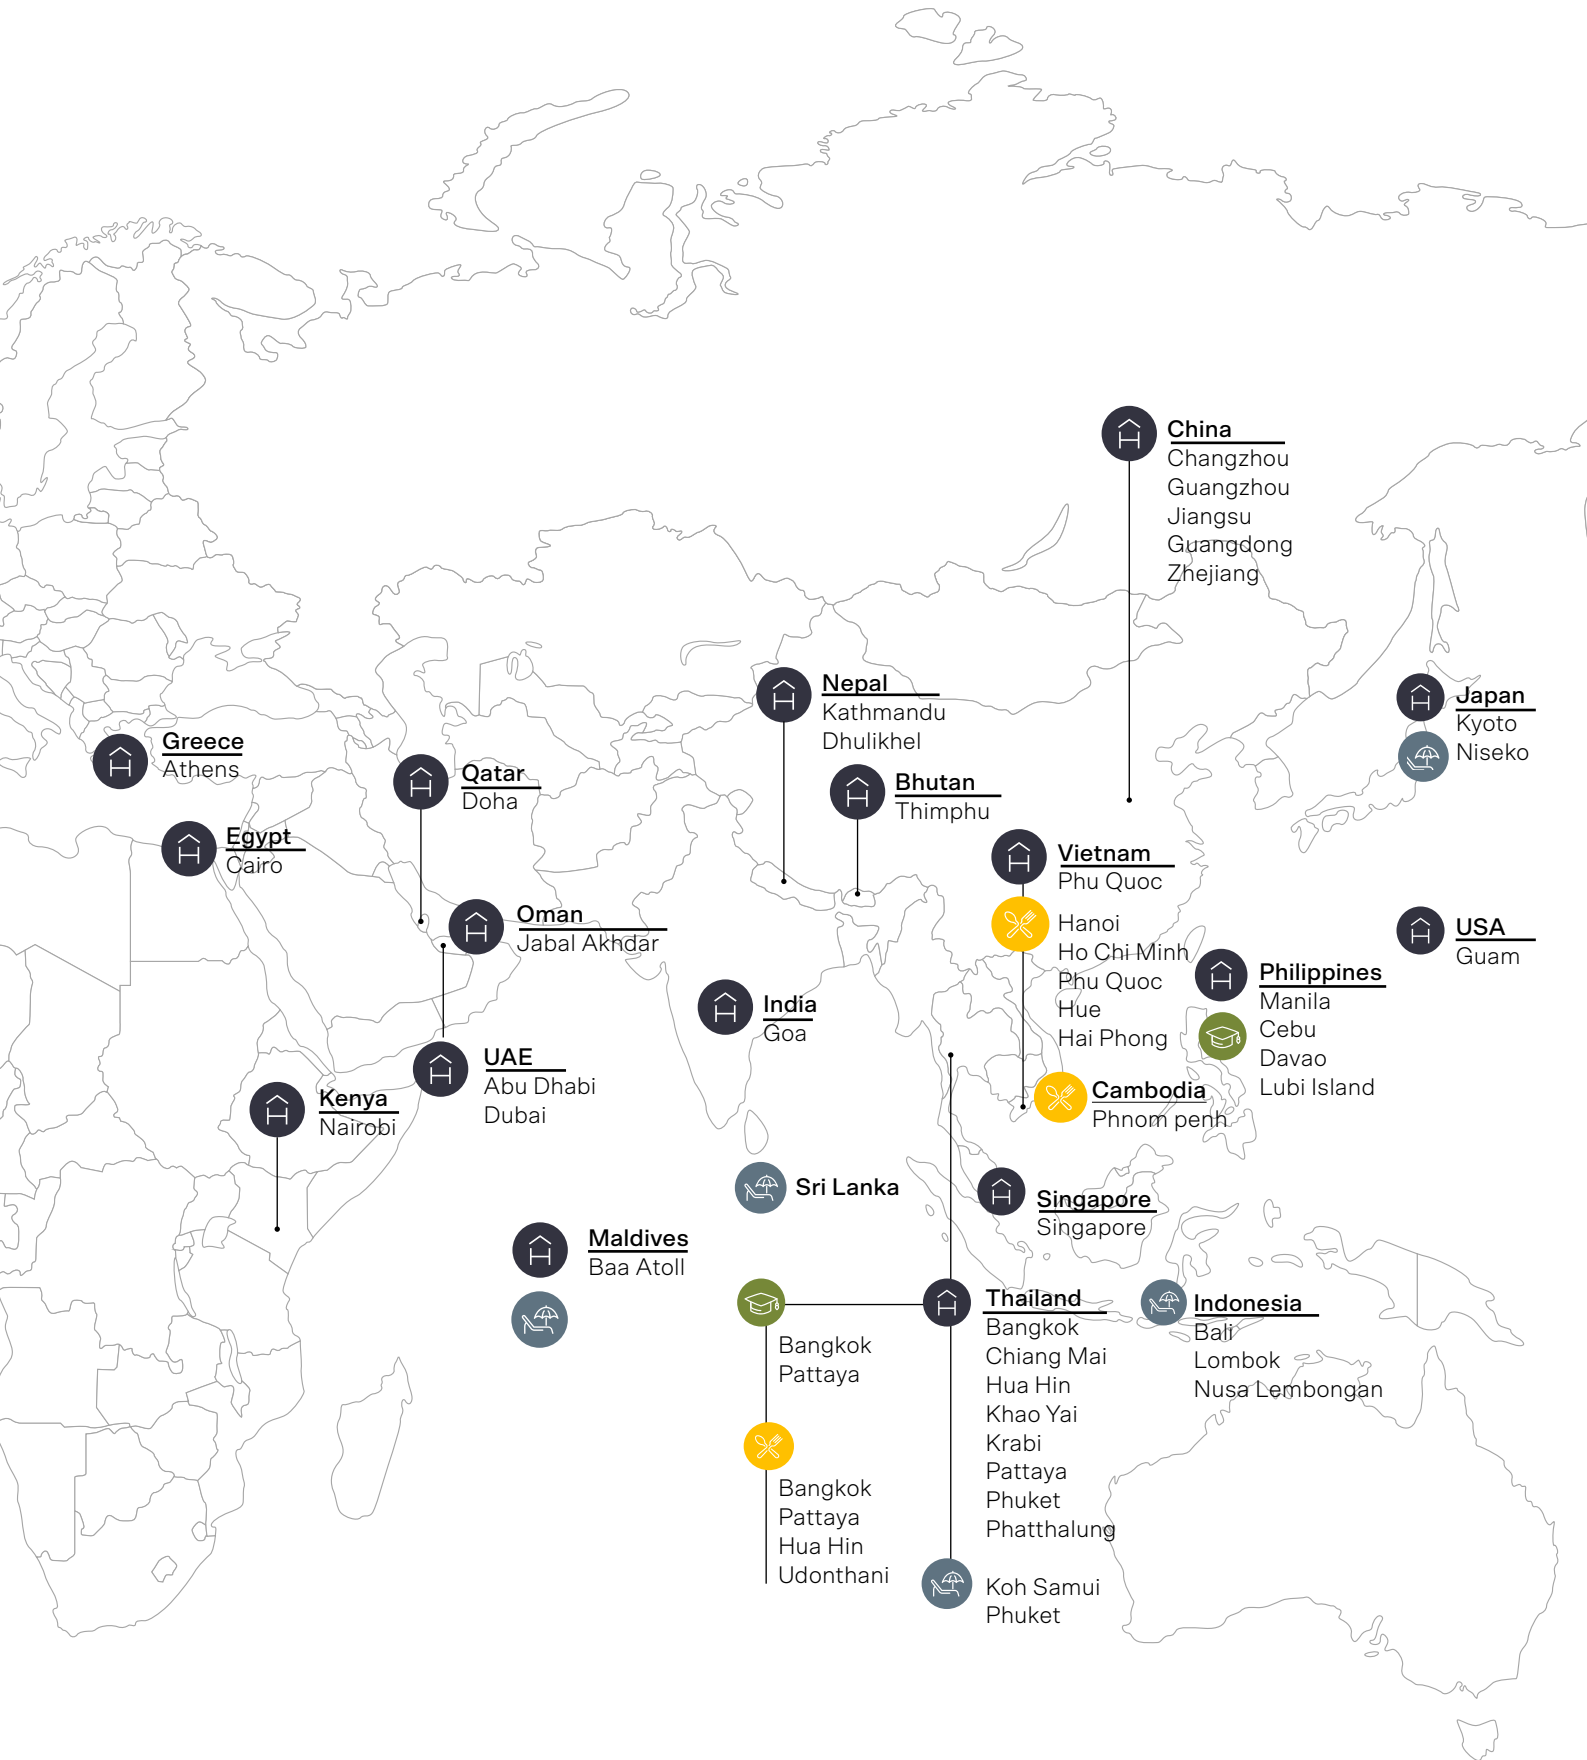 China
Changzhou
Guangzhou
Jiangsu
Guangdong
Zhejiang
Nepal
Kathmandu
Dhulikhel
Japan
Kyoto
Niseko
Greece
Athens
Qatar
Doha
Bhutan
Thimphu
Egypt
Cairo
Vietnam
Phu Quoc
Hanoi
Ho Chi Minh
Phu Quoc
Hue
Hai Phong
Oman
Jabal Akhdar
USA
Guam
Philippines
Manila
Cebu
Davao
Lubi Island
India
Goa
UAE
Abu Dhabi
Dubai
Kenya
Nairobi
Cambodia
Phnom penh
Sri Lanka
Singapore
Singapore
Maldives
Baa Atoll
Thailand
Bangkok
Chiang Mai
Hua Hin
Khao Yai
Krabi
Pattaya
Phuket
Phatthalung
Koh Samui
Phuket
Bangkok
Pattaya
Bangkok
Pattaya
Hua Hin
Udonthani
Indonesia
Bali
Lombok
Nusa Lembongan